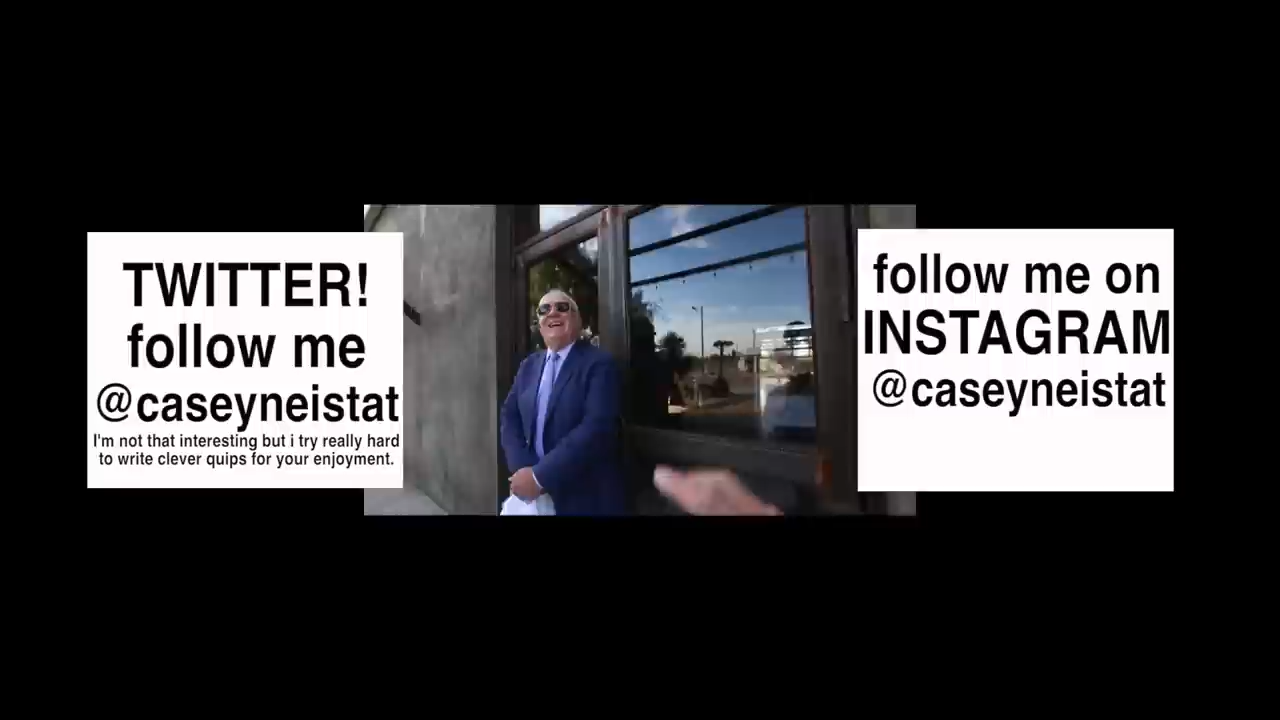 TWITTER!
follow me
@caseyneistat
I'm not that interesting but i try really hard
to write clever quips for your enjoyment.
follow me on
INSTAGRAM
@caseyneistat